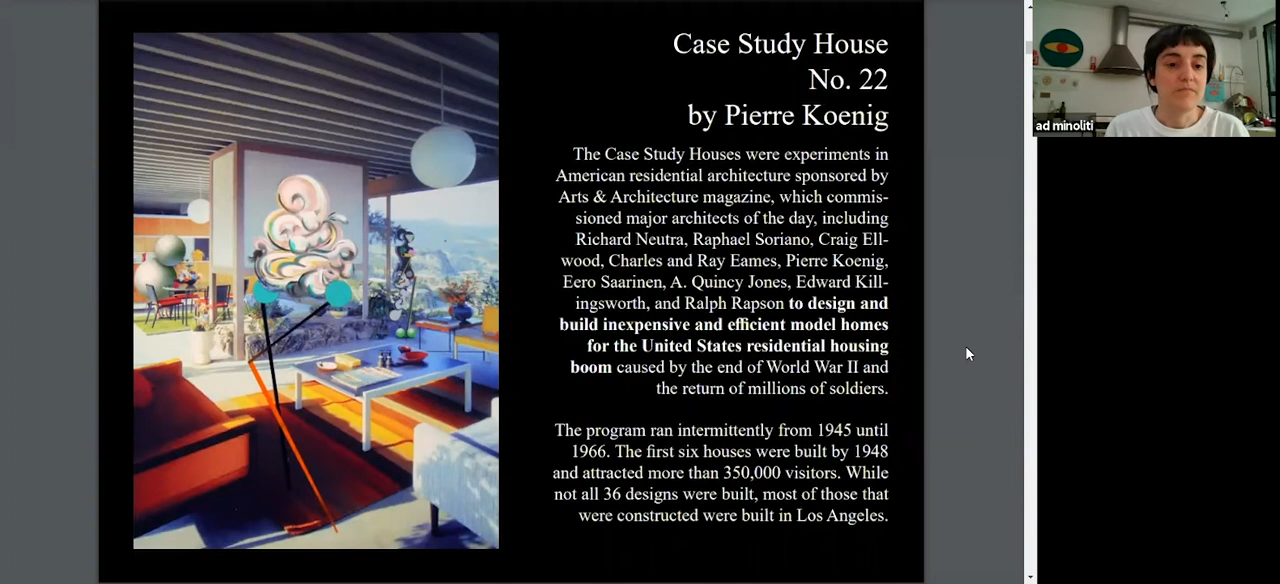 Case Study House
No. 22
by Pierre Koenig
The Case Study Houses were experiments in
American residential architecture sponsored by
Arts & Architecture magazine, which commis-
sioned major architects of the day, including
Richard Neutra, Raphael Soriano, Craig Ell-
wood, Charles and Ray Eames, Pierre Koenig,
Eero Saarinen, A. Quincy Jones, Edward Kill-
ingsworth, and Ralph Rapson to design and
build inexpensive and efficient model homes
for the United States residential housing
boom caused by the end of World War II and
the return of millions of soldiers.
The program ran intermittently from 1945 until
1966. The first six houses were built by 1948
and attracted more than 350,000 visitors. While
not all 36 designs were built, most of those that
were constructed were built in Los Angeles.
ad minoliti